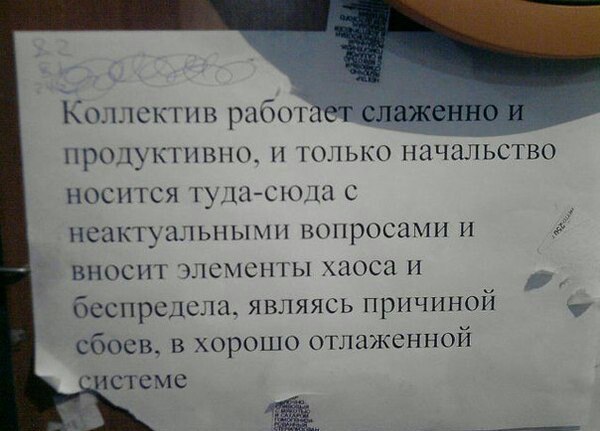 Коллектив работает слаженно и
продуктивно, и только начальство
носится туда-сюда с
неактуальными вопросами и
вносит элементы хаоса и
беспредела, являясь причиной
сбоев, в хорошо отлаженной
системе